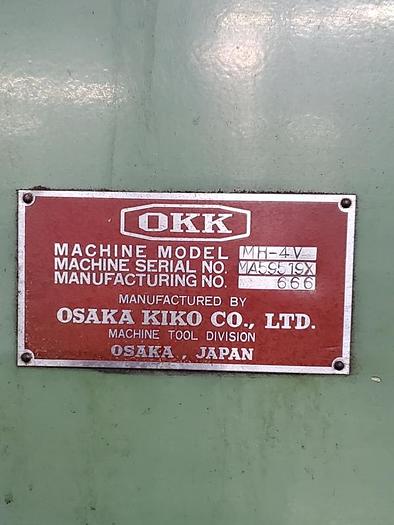 OKK
MACHINE MODEL MH-4V
MACHINE SERIAL NO. MA59519X
MANUFACTURING NO. 666
MANUFACTURED BY
OSAKA KIKO CO., LTD.
MACHINE TOOL DIVISION
OSAKA, JAPAN